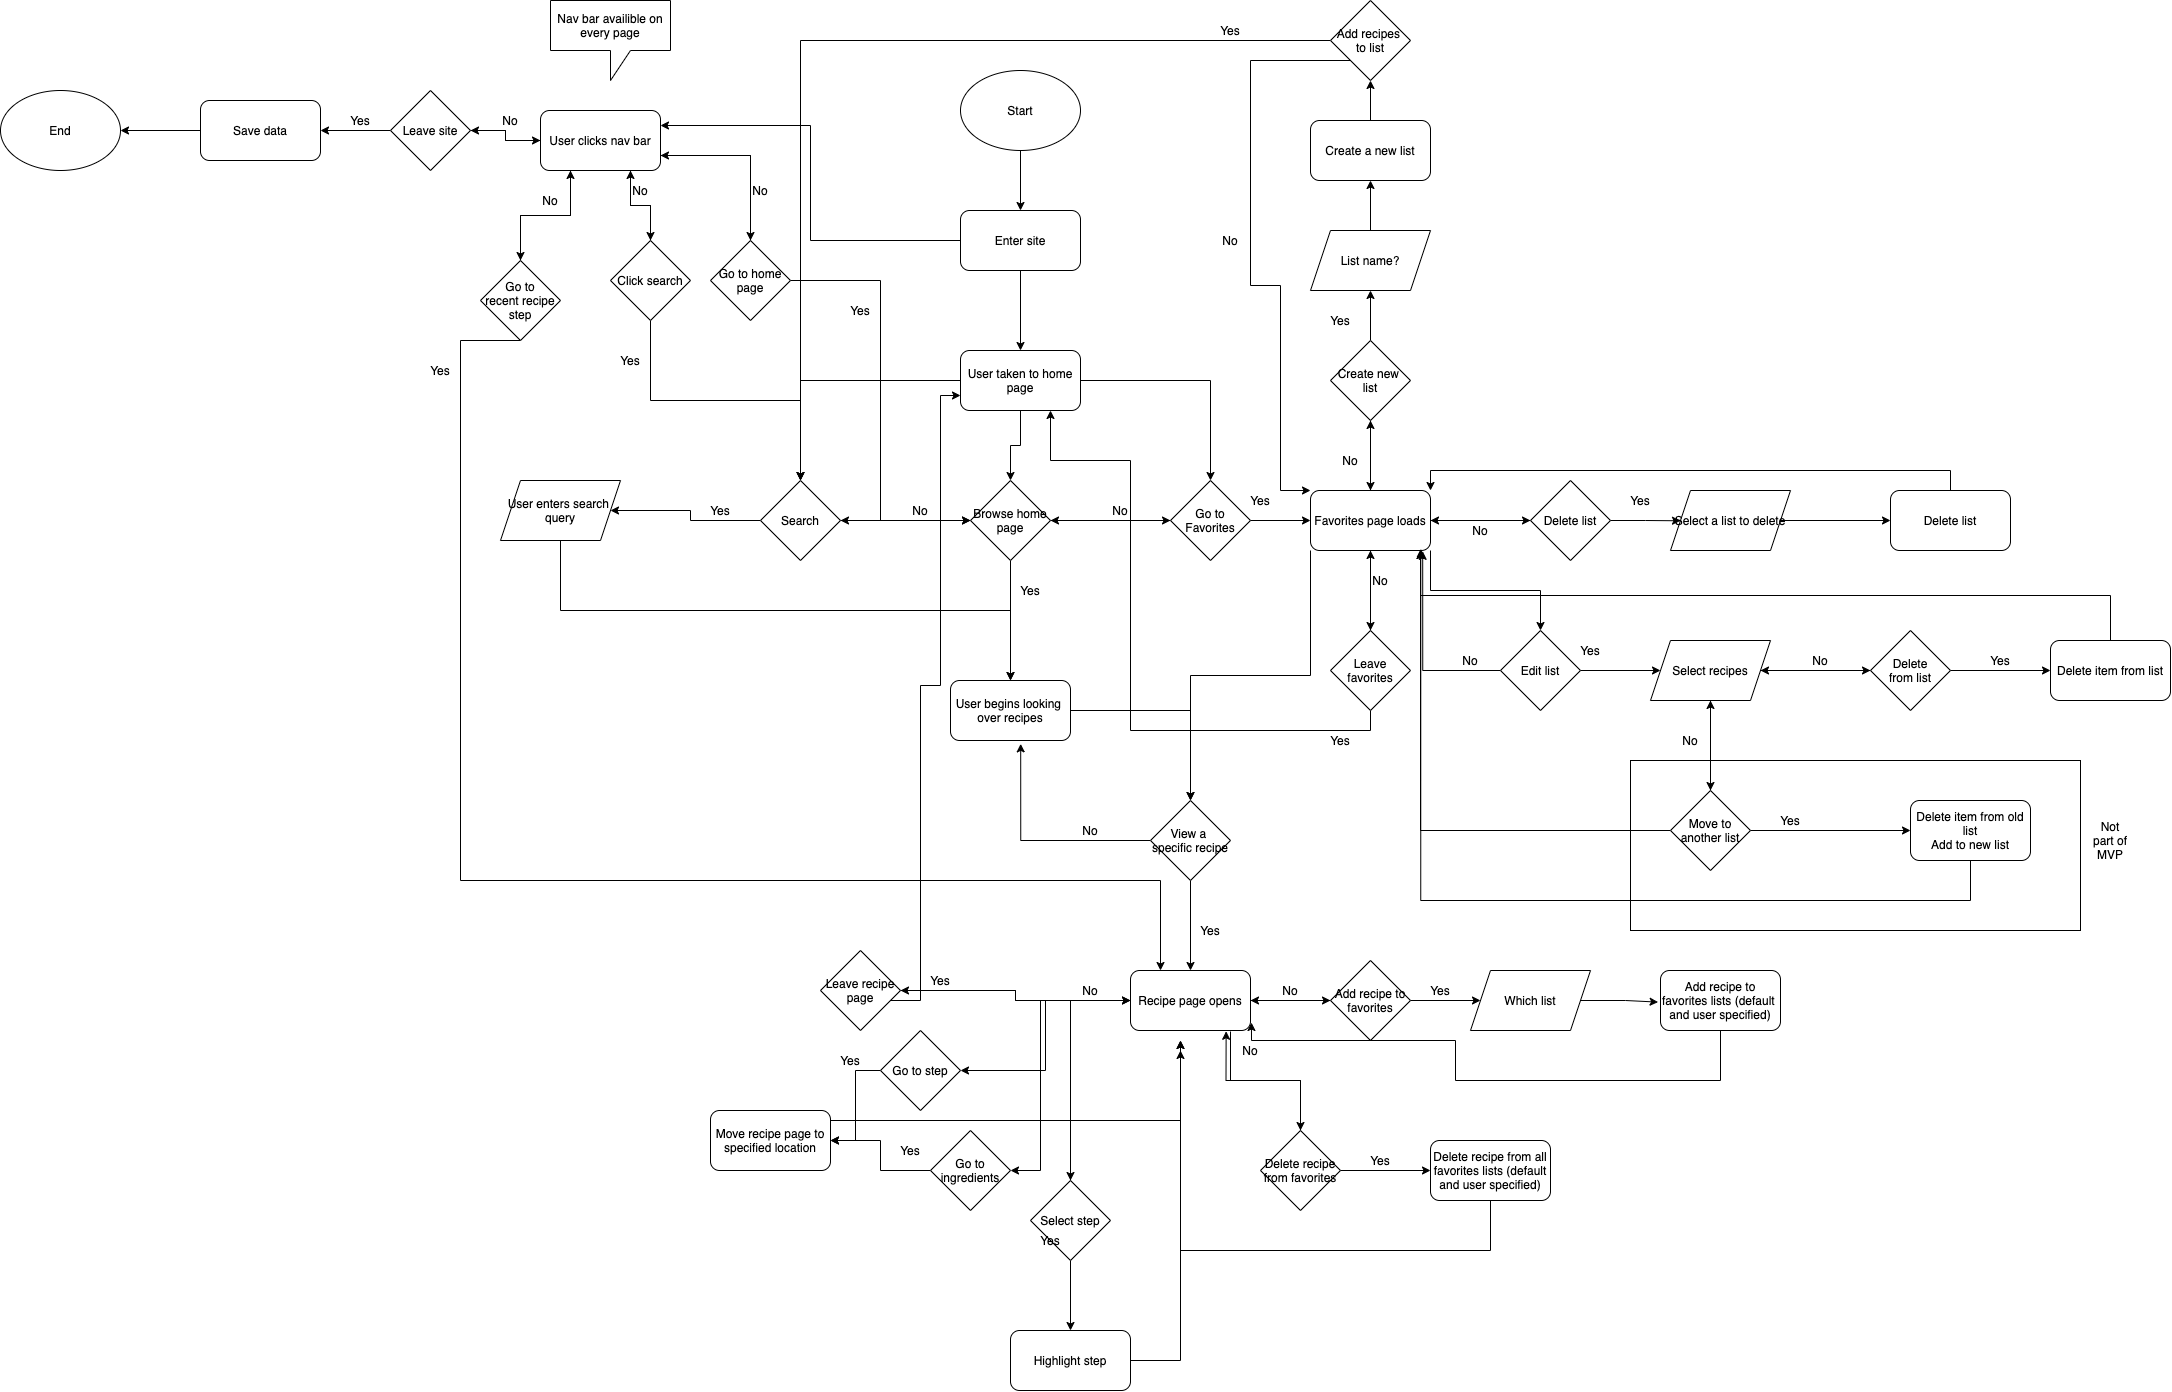 Nav bar availible on
every page
Yes
Add recipes
to list
Start
End
Save data
Yes
Leave site
No
User clicks nav bar
Create a new list
No
No
No
Enter site
No
List name?
Go to
recent recipe
step
Click search
Go to home
page
Yes
Yes
Yes
Yes
User taken to home
page
Create new
list
No
User enters search
query
Yes
Search
No
Browse home
page
No
Go to
Favorites
Yes
Favorites page loads
No
Delete list
Yes
Select a list to delete
Delete list
Yes
No
Leave
favorites
No
Edit list
Yes
Select recipes
No
Delete
from list
Yes
Delete item from list
User begins looking
over recipes
Yes
No
No
View a
specific recipe
Move to
another list
Yes
Delete item from old
list
Add to new list
Not
part of
MVP
Yes
Leave recipe
page
Yes
No
Recipe page opens
No
Add recipe to
favorites
Yes
Which list
Add recipe to
favorites lists (default
and user specified)
No
Yes
Go to step
Move recipe page to
specified location
Yes
Go to
ingredients
Delete recipe
from favorites
Yes
Delete recipe from all
favorites lists (default
and user specified)
Select step
Yes
Highlight step